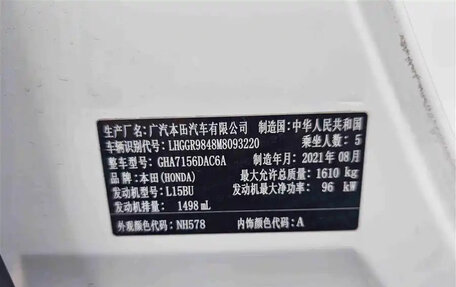 生产厂名：广汽本田汽车有限公司 制造国：中华人民共和国
车辆识别代号：LHGGR9848M8093220 乘坐人数：5
整车型号：GHA7156DAC6A 制造年月：2021年08月
品牌：本田(HONDA) 最大允许总质量：1610 kg
发动机型号：L15BU 发动机最大净功率：96 kW
发动机排量：1498 mL
外观颜色代码：NH578 内饰颜色代码：A